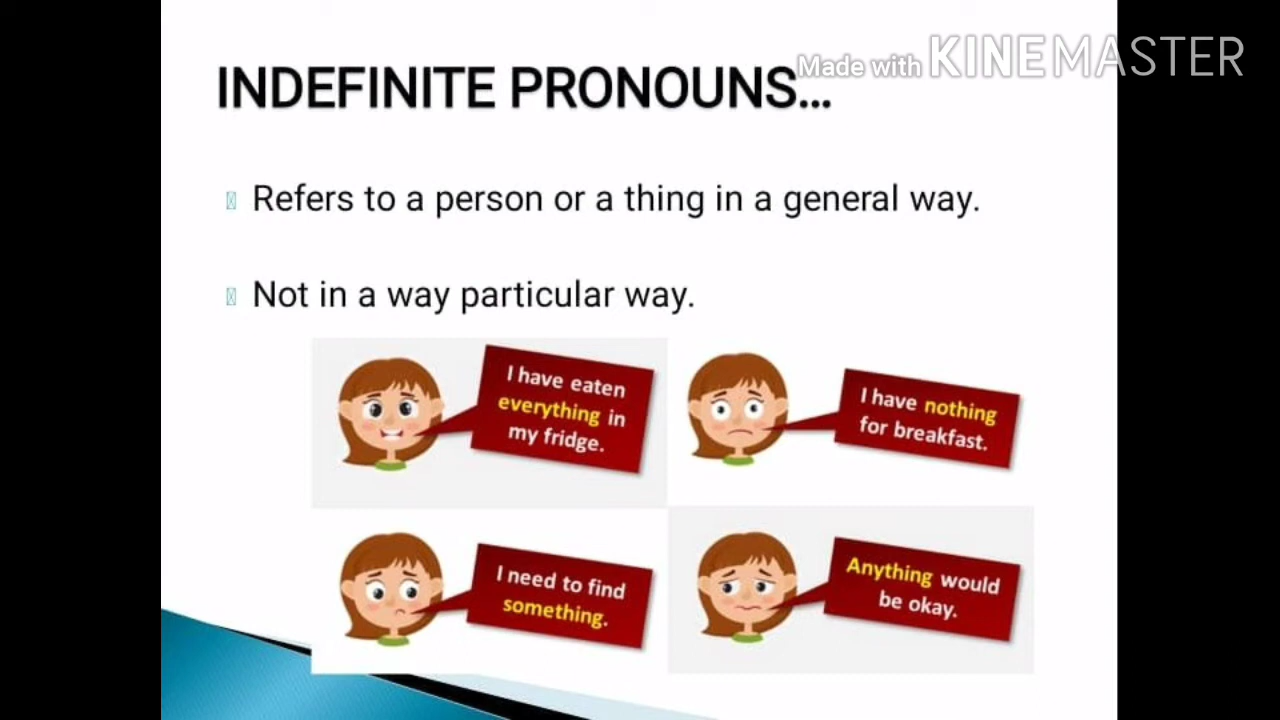 Made with KINEMASTER
INDEFINITE PRONOUNS...
Refers to a person or a thing in a general way.
Not in a way particular way.
I have eaten
everything in
my fridge.
I have nothing
for breakfast.
I need to find
something.
Anything would
be okay.